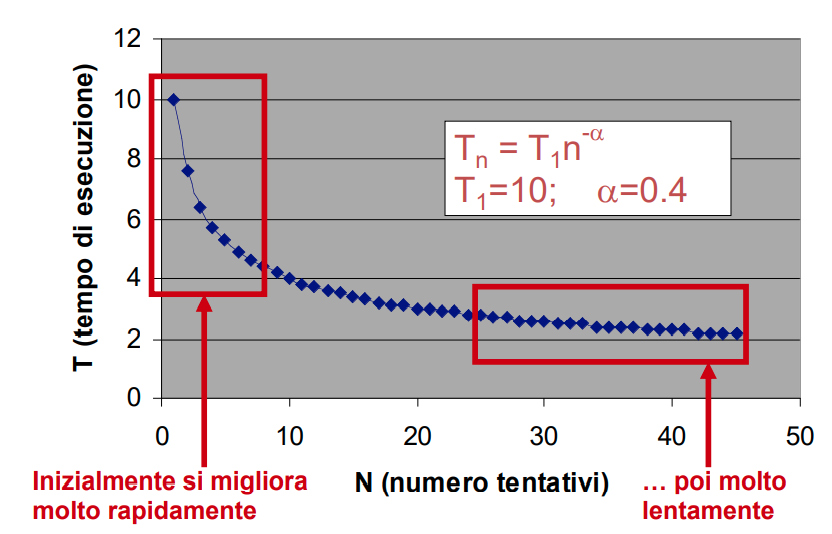 12
10
8
6
4
2
0
T (tempo di esecuzione)
Tₙ = T₁n⁻ᵅ
T₁=10; α=0.4
0 10 20 30 40 50
N (numero tentativi)
Inizialmente si migliora
molto rapidamente
… poi molto
lentamente